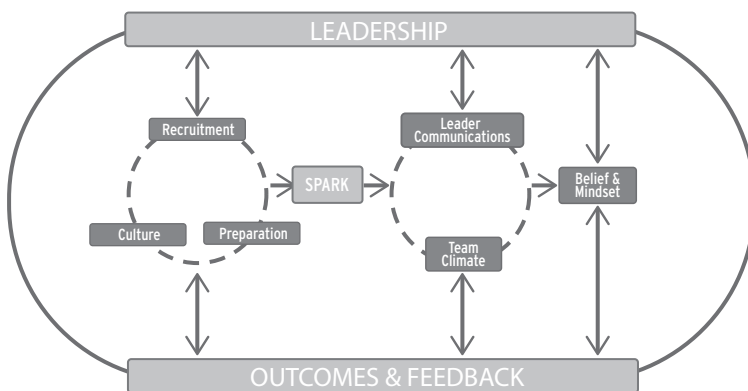 LEADERSHIP
Recruitment
Leader
Communications
SPARK
Belief &
Mindset
Culture
Preparation
Team
Climate
OUTCOMES & FEEDBACK